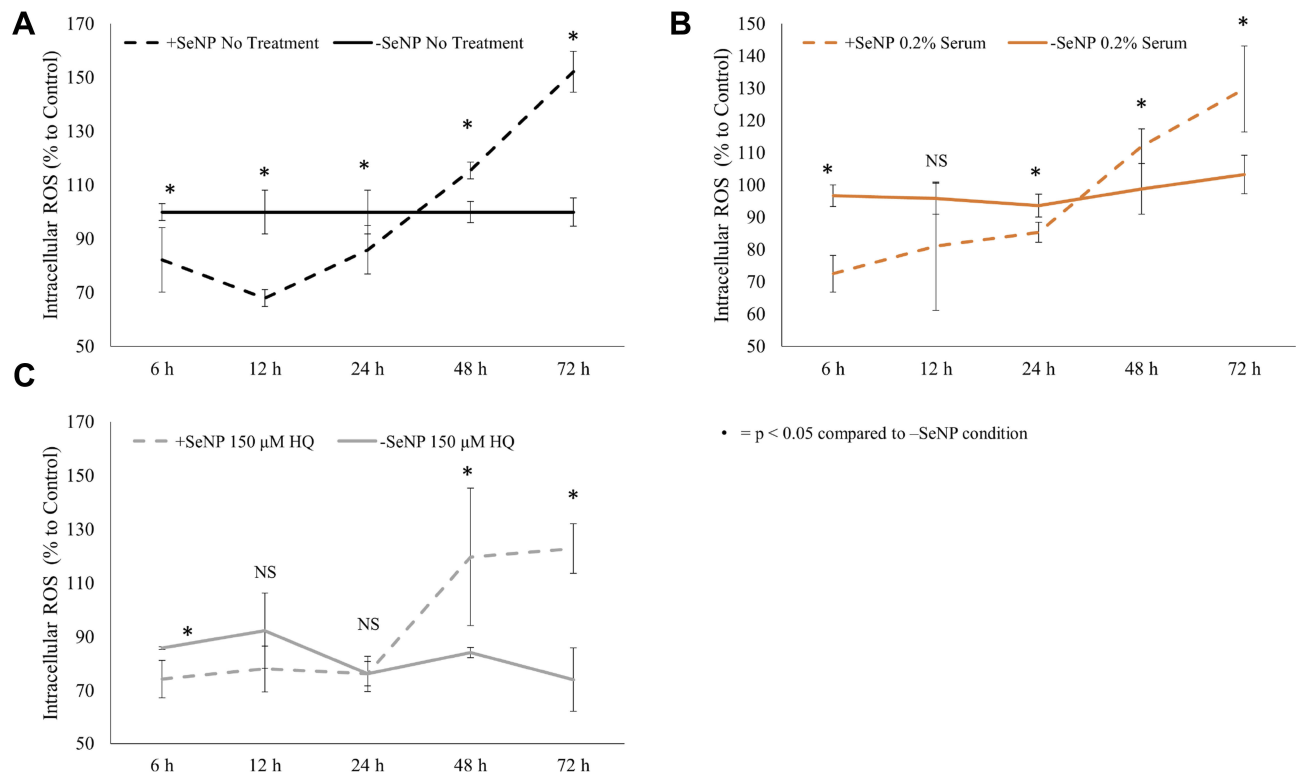 A
+SeNP No Treatment
-SeNP No Treatment
Intracellular ROS (% to Control)
170
150
130
110
90
70
50
*
*
*
*
*
6 h
12 h
24 h
48 h
72 h
B
+SeNP 0.2% Serum
-SeNP 0.2% Serum
Intracellular ROS (% to Control)
150
140
130
120
110
100
90
80
70
60
50
*
NS
*
*
*
6 h
12 h
24 h
48 h
72 h
C
+SeNP 150 µM HQ
-SeNP 150 µM HQ
Intracellular ROS (% to Control)
170
150
130
110
90
70
50
*
NS
NS
*
*
6 h
12 h
24 h
48 h
72 h
• = p < 0.05 compared to –SeNP condition